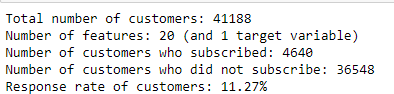 Total number of customers: 41188
Number of features: 20 (and 1 target variable)
Number of customers who subscribed: 4640
Number of customers who did not subscribe: 36548
Response rate of customers: 11.27%